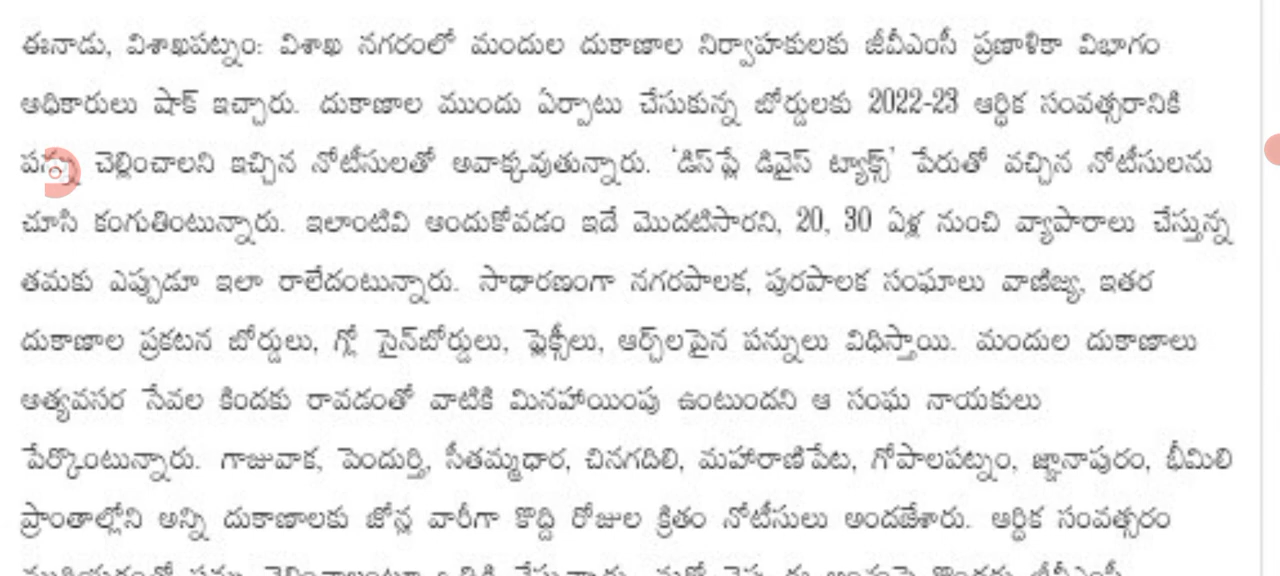 ఈనాడు, విశాఖపట్నం: విశాఖ నగరంలో మందుల దుకాణాల నిర్వాహకులకు జీవీఎంసీ ప్రణాళికా విభాగం
అధికారులు షాక్ ఇచ్చారు. దుకాణాల ముందు ఏర్పాటు చేసుకున్న బోర్డులకు 2022-23 ఆర్థిక సంవత్సరానికి
చెల్లించాలని ఇచ్చిన నోటీసులతో అవాక్కవుతున్నారు. 'డిస్‌ప్లే డివైస్ ట్యాక్స్' పేరుతో వచ్చిన నోటీసులను
చూసి కంగుతింటున్నారు. ఇలాంటివి అందుకోవడం ఇదే మొదటిసారని, 20, 30 ఏళ్ల నుంచి వ్యాపారాలు చేస్తున్న
తమకు ఎప్పుడూ ఇలా రాలేదంటున్నారు. సాధారణంగా నగరపాలక, పురపాలక సంఘాలు వాణిజ్య, ఇతర
దుకాణాల ప్రకటన బోర్డులు, గ్లో సైన్‌బోర్డులు, ఫ్లెక్సీలు, ఆర్చ్‌లపైన పన్నులు విధిస్తాయి. మందుల దుకాణాలు
అత్యవసర సేవల కిందకు రావడంతో వాటికి మినహాయింపు ఉంటుందని ఆ సంఘ నాయకులు
పేర్కొంటున్నారు. గాజువాక, పెందుర్తి, సీతమ్మధార, చినగదిలి, మహారాణిపేట, గోపాలపట్నం, జ్ఞానాపురం, భీమిలి
ప్రాంతాల్లోని అన్ని దుకాణాలకు జోన్ల వారీగా కొద్ది రోజుల క్రితం నోటీసులు అందజేశారు. ఆర్థిక సంవత్సరం